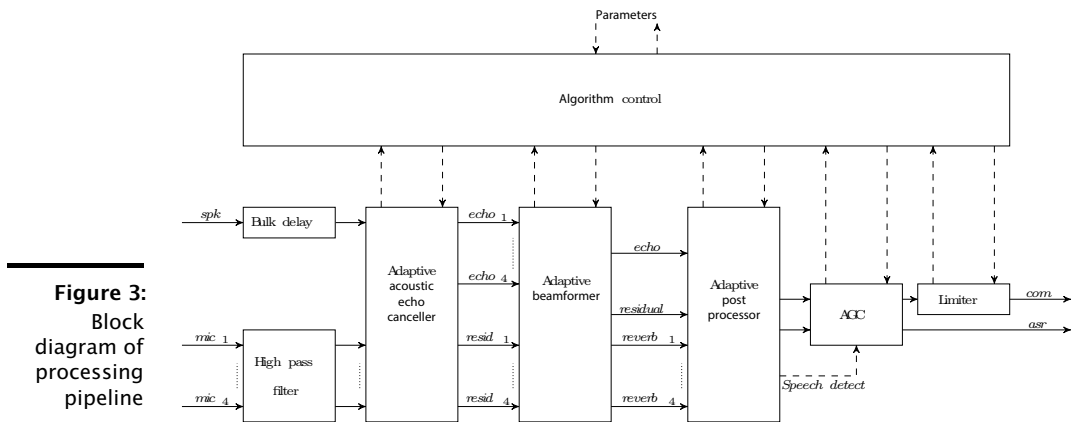 Parameters
Algorithm control
spk
Bulk delay
echo 1
echo 4
echo
Adaptive
acoustic
echo
canceller
Adaptive
beamformer
Adaptive
post
processor
residual
AGC
Limiter
com
asr
mic 1
mic 4
High pass
filter
resid 1
resid 4
reverb 1
reverb 4
Speech detect
Figure 3:
Block
diagram of
processing
pipeline